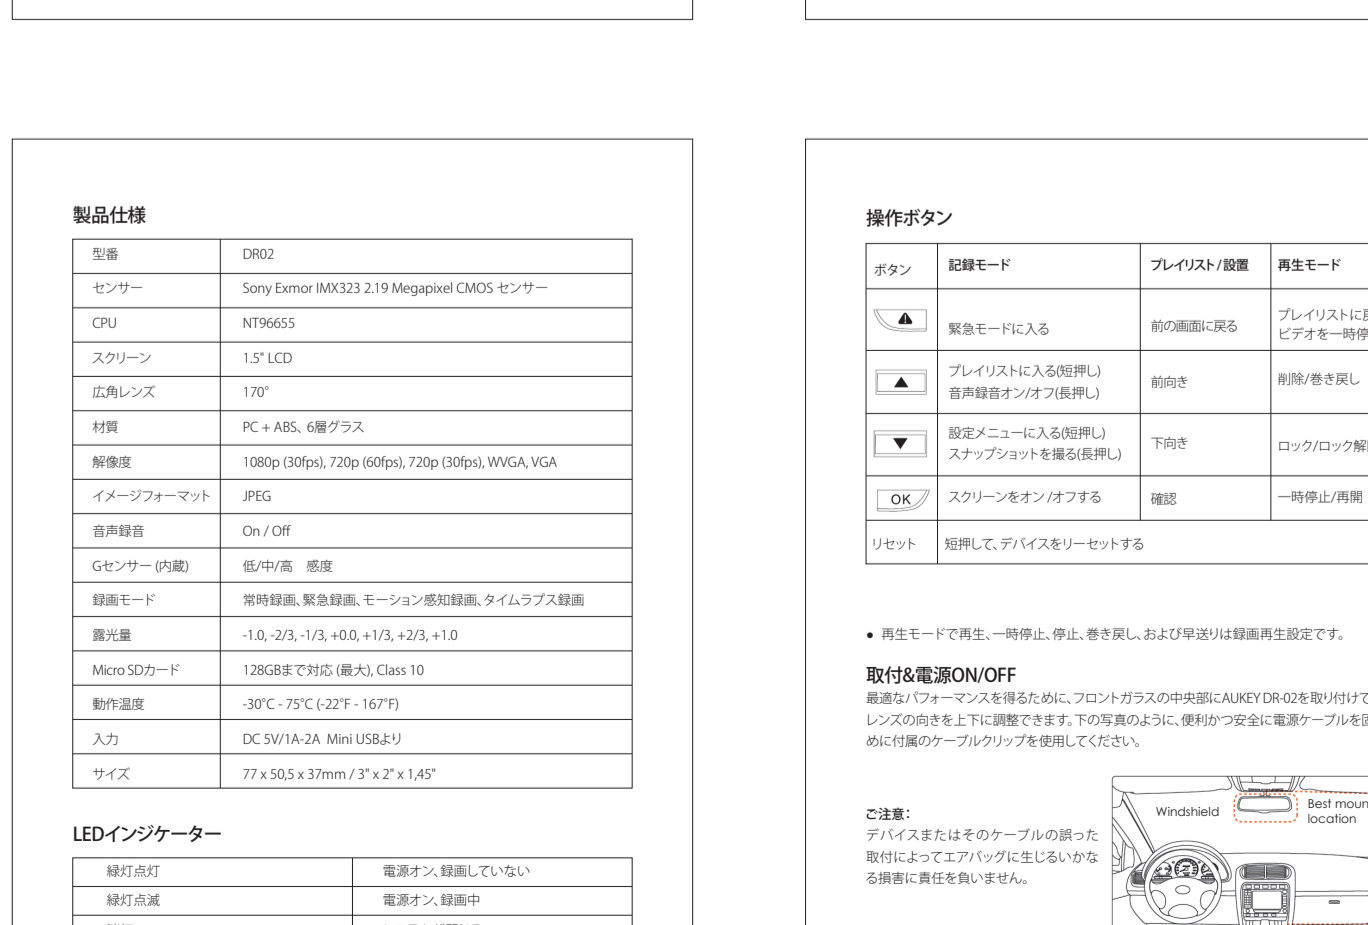 製品仕様
型番 DR02
センサー Sony Exmor IMX323 2.19 Megapixel CMOS センサー
CPU NT96655
スクリーン 1.5" LCD
広角レンズ 170°
材質 PC + ABS、6層グラス
解像度 1080p (30fps), 720p (60fps), 720p (30fps), WVGA, VGA
イメージフォーマット JPEG
音声録音 On / Off
Gセンサー (内蔵) 低/中/高 感度
録画モード 常時録画、緊急録画、モーション感知録画、タイムラプス録画
露光量 -1.0, -2/3, -1/3, +0.0, +1/3, +2/3, +1.0
Micro SDカード 128GBまで対応 (最大), Class 10
動作温度 -30°C - 75°C (-22°F - 167°F)
入力 DC 5V/1A-2A Mini USBより
サイズ 77 x 50,5 x 37mm / 3" x 2" x 1,45"
LEDインジケーター
緑灯点灯 電源オン、録画していない
緑灯点滅 電源オン、録画中
操作ボタン
ボタン 記録モード プレイリスト/設置 再生モード
緊急モードに入る 前の画面に戻る プレイリストに戻
ビデオを一時停
プレイリストに入る(短押し)
音声録音オン/オフ(長押し) 前向き 削除/巻き戻し
設定メニューに入る(短押し)
スナップショットを撮る(長押し) 下向き ロック/ロック解
OK スクリーンをオン/オフする 確認 一時停止/再開
リセット 短押して、デバイスをリーセットする
● 再生モードで再生、一時停止、停止、巻き戻し、および早送りは録画再生設定です。
取付&電源ON/OFF
最適なパフォーマンスを得るために、フロントガラスの中央部にAUKEY DR-02を取り付けて
レンズの向きを上下に調整できます。下の写真のように、便利かつ安全に電源ケーブルを固
めに付属のケーブルクリップを使用してください。
ご注意：
デバイスまたはそのケーブルの誤った
取付によってエアバッグに生じるいかな
る損害に責任を負いません。
Windshield
Best moun
location